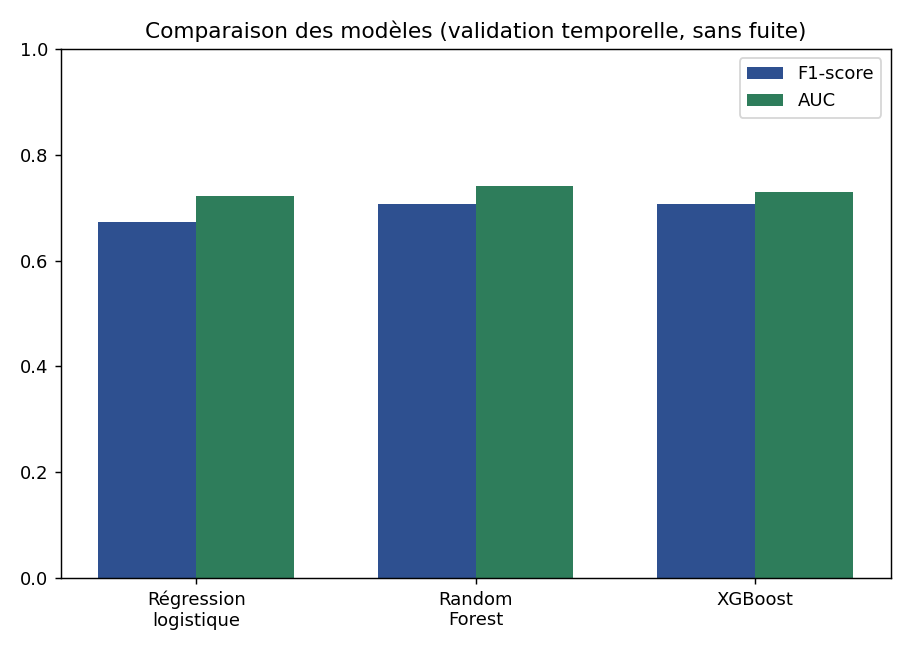 Comparaison des modèles (validation temporelle, sans fuite)
F1-score
AUC
1.0
0.8
0.6
0.4
0.2
0.0
Régression
logistique
Random
Forest
XGBoost